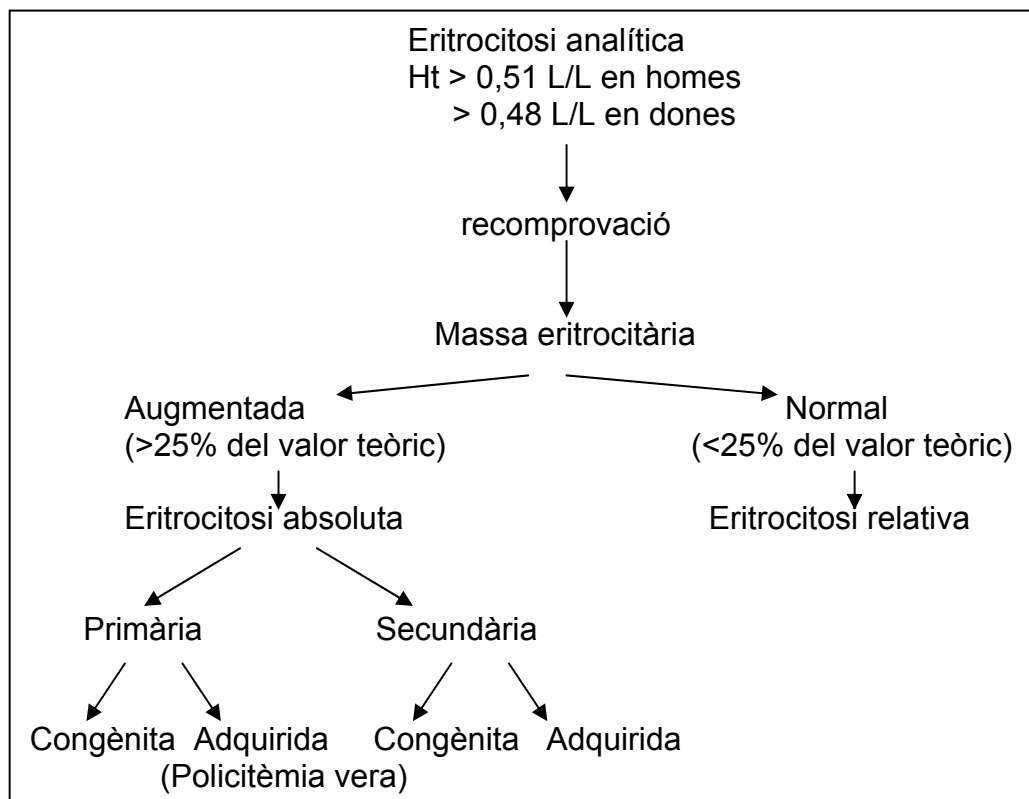 Eritrocitosi analítica
Ht > 0,51 L/L en homes
> 0,48 L/L en dones
recomprovació
Massa eritrocitària
Augmentada
(>25% del valor teòric)
Normal
(<25% del valor teòric)
Eritrocitosi absoluta
Eritrocitosi relativa
Primària
Secundària
Congènita
Adquirida
(Policitèmia vera)
Congènita
Adquirida